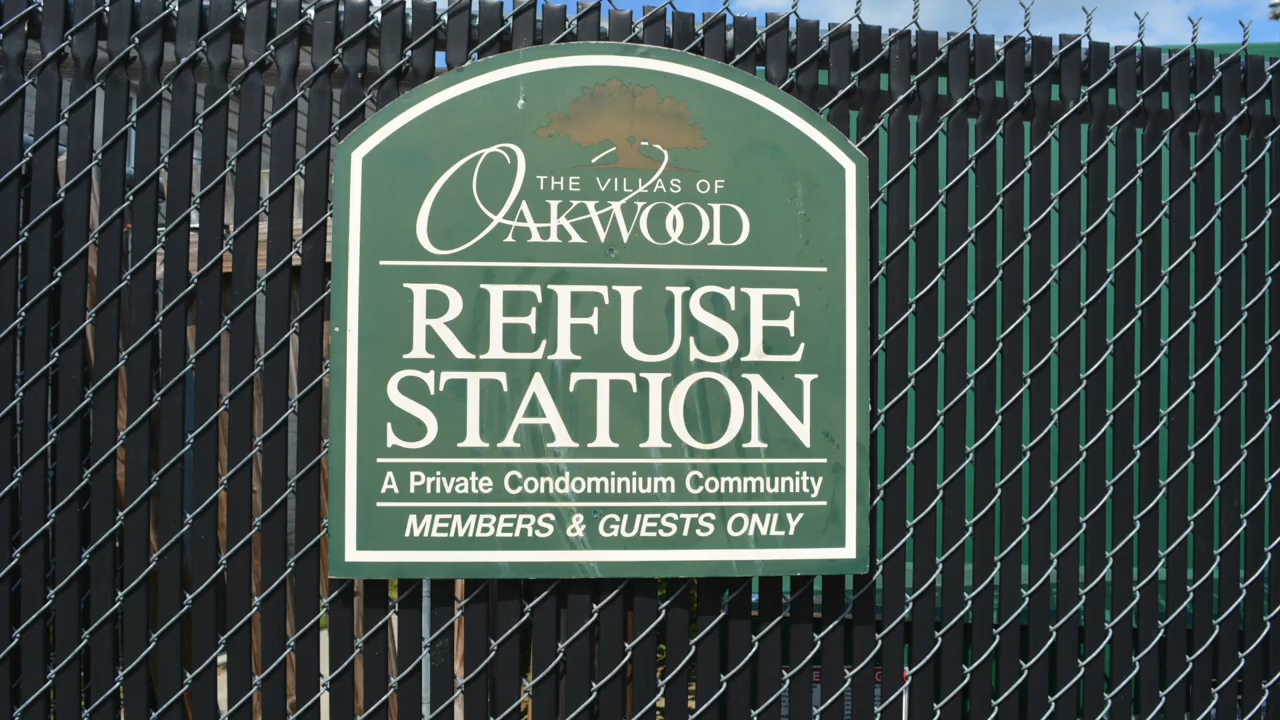 THE VILLAS OF
OAKWOOD
REFUSE
STATION
A Private Condominium Community
MEMBERS & GUESTS ONLY